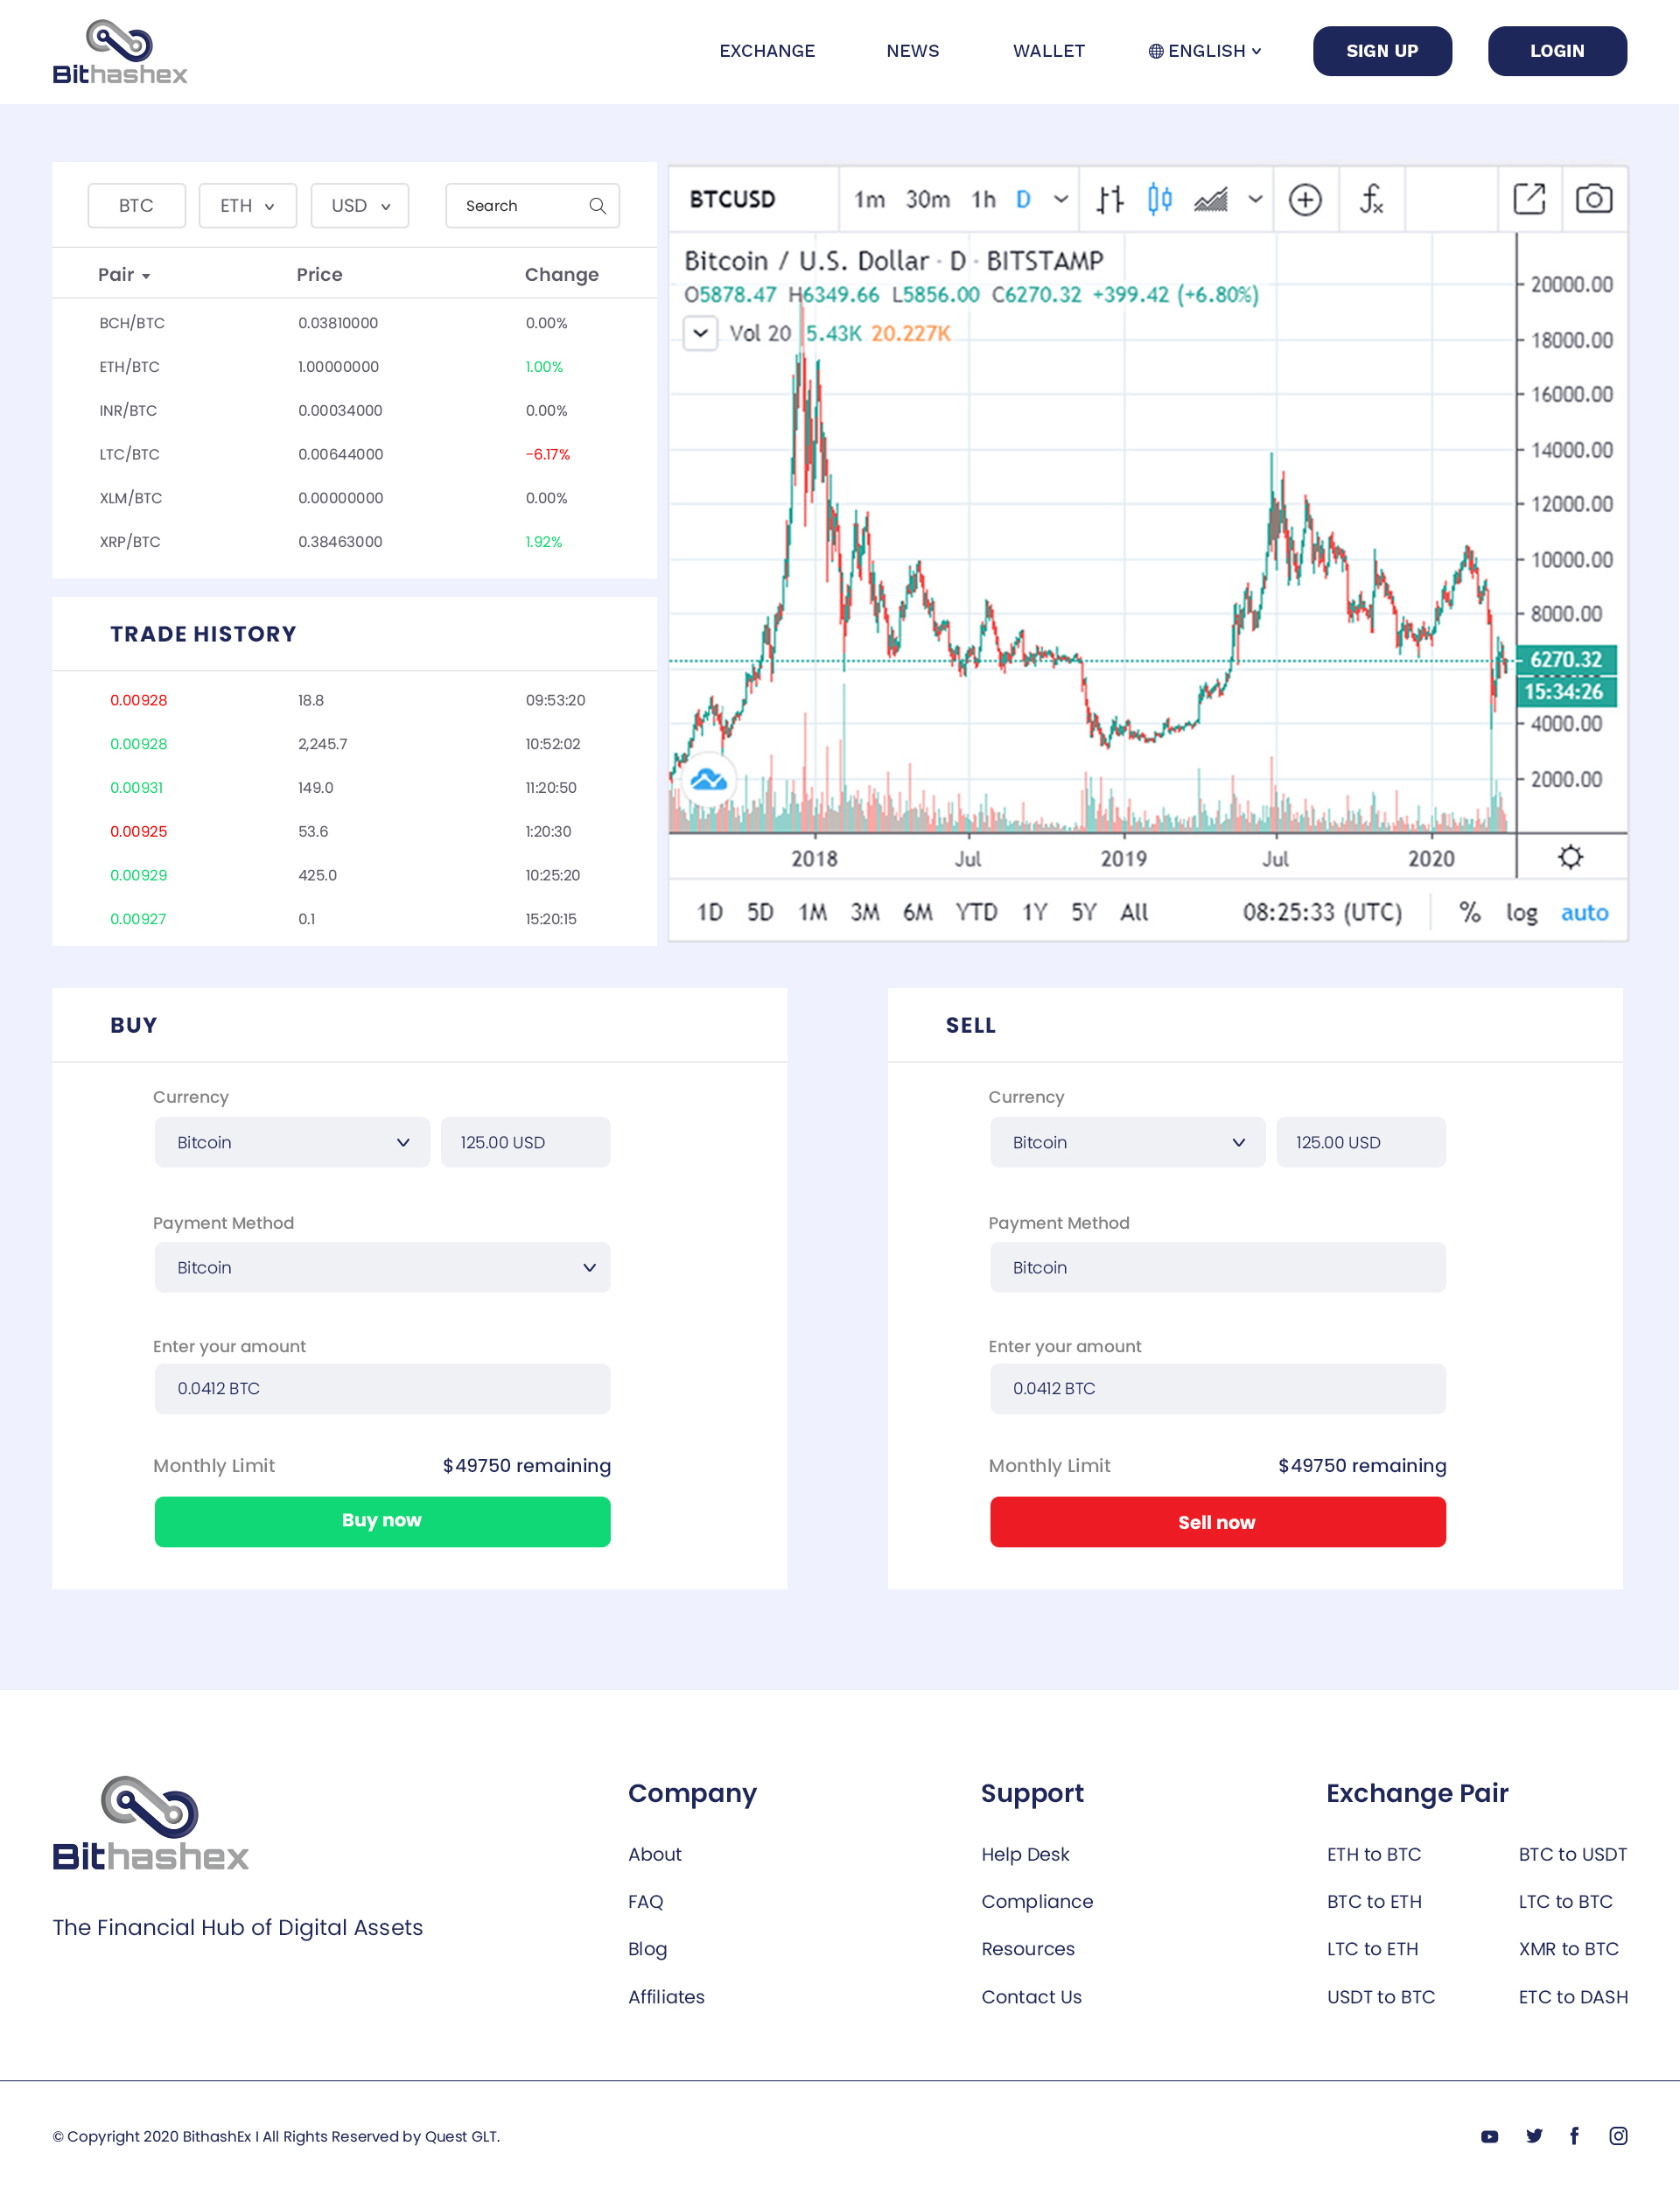 Bithashex
EXCHANGE NEWS WALLET ENGLISH SIGN UP LOGIN
BTC ETH USD Search
Pair Price Change
BCH/BTC 0.03810000 0.00%
ETH/BTC 1.00000000 1.00%
INR/BTC 0.00034000 0.00%
LTC/BTC 0.00644000 -6.17%
XLM/BTC 0.00000000 0.00%
XRP/BTC 0.38463000 1.92%
TRADE HISTORY
0.00928 18.8 09:53:20
0.00928 2,245.7 10:52:02
0.00931 149.0 11:20:50
0.00925 53.6 1:20:30
0.00929 425.0 10:25:20
0.00927 0.1 15:20:15
BTCUSD 1m 30m 1h D fx
Bitcoin / U.S. Dollar · D · BITSTAMP
O5878.47 H6349.66 L5856.00 C6270.32 +399.42 (+6.80%)
Vol 20 5.43K 20.227K
20000.00
18000.00
16000.00
14000.00
12000.00
10000.00
8000.00
6270.32
15:34:26
4000.00
2000.00
2018 Jul 2019 Jul 2020
1D 5D 1M 3M 6M YTD 1Y 5Y All 08:25:33 (UTC) % log auto
BUY
Currency
Bitcoin 125.00 USD
Payment Method
Bitcoin
Enter your amount
0.0412 BTC
Monthly Limit $49750 remaining
Buy now
SELL
Currency
Bitcoin 125.00 USD
Payment Method
Bitcoin
Enter your amount
0.0412 BTC
Monthly Limit $49750 remaining
Sell now
Bithashex
The Financial Hub of Digital Assets
Company
About
FAQ
Blog
Affiliates
Support
Help Desk
Compliance
Resources
Contact Us
Exchange Pair
ETH to BTC BTC to USDT
BTC to ETH LTC to BTC
LTC to ETH XMR to BTC
USDT to BTC ETC to DASH
© Copyright 2020 BithashEx I All Rights Reserved by Quest GLT.